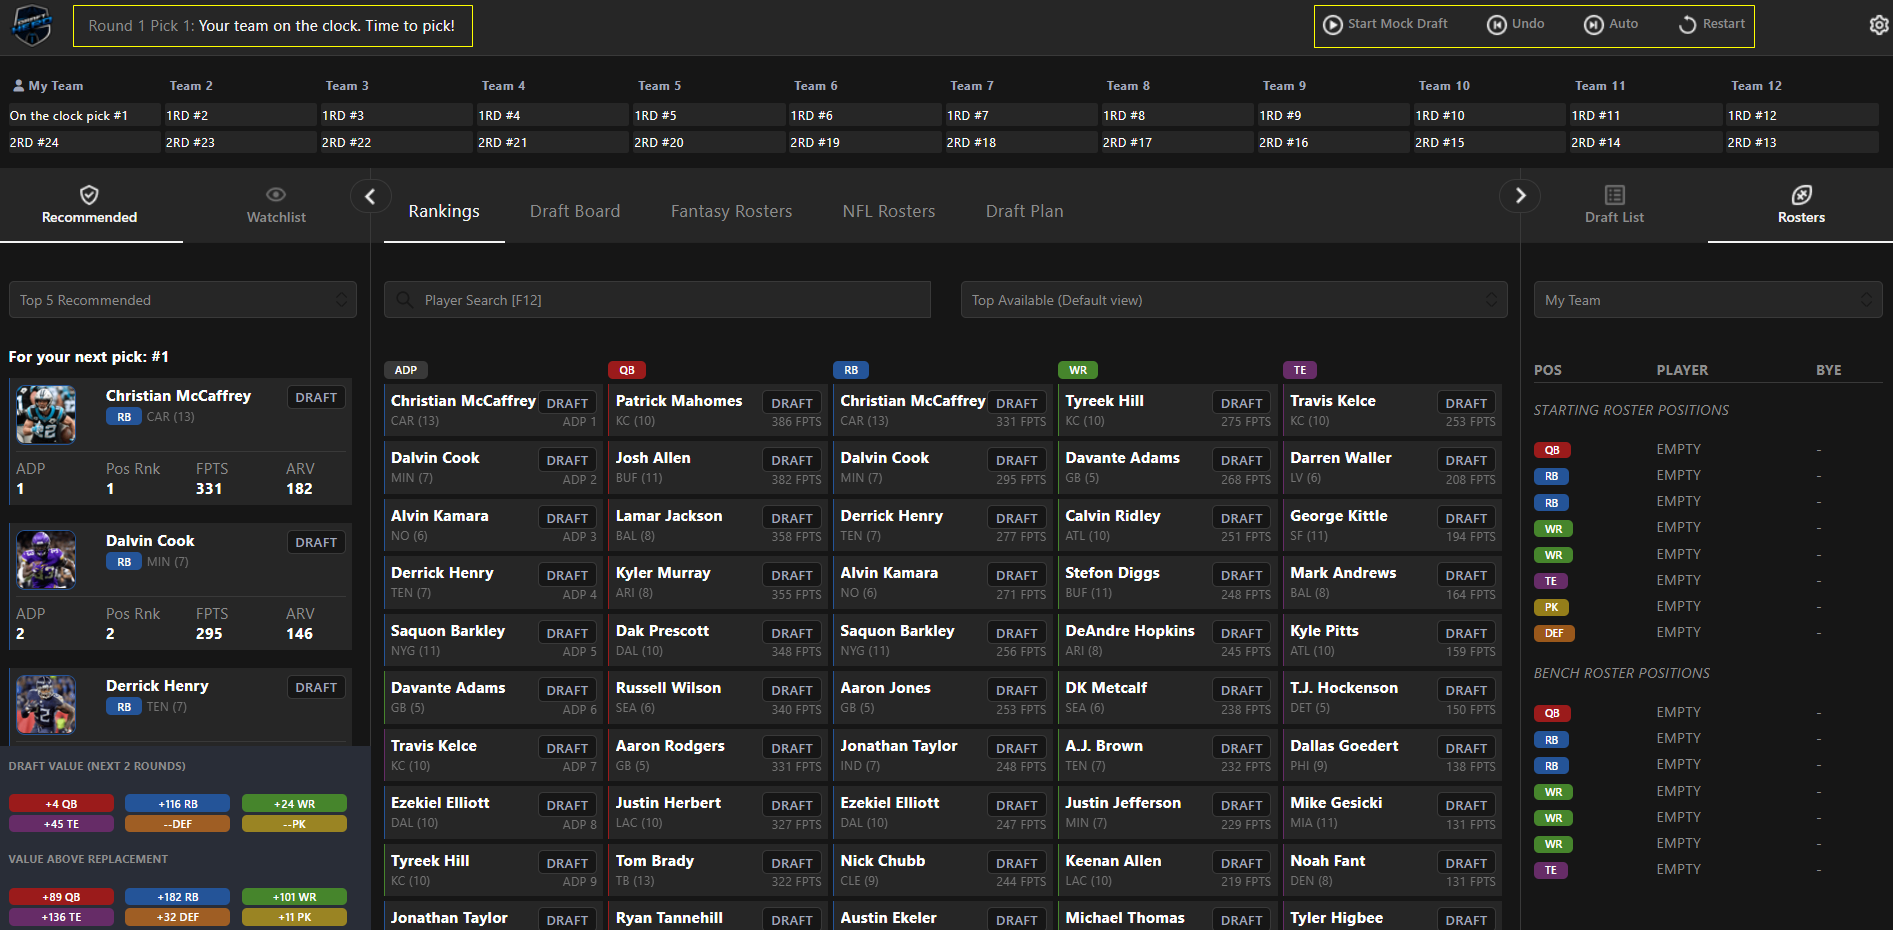 Round 1 Pick 1: Your team on the clock. Time to pick!
Start Mock Draft Undo Auto Restart
My Team Team 2 Team 3 Team 4 Team 5 Team 6 Team 7 Team 8 Team 9 Team 10 Team 11 Team 12
On the clock pick #1 1RD #2 1RD #3 1RD #4 1RD #5 1RD #6 1RD #7 1RD #8 1RD #9 1RD #10 1RD #11 1RD #12
2RD #24 2RD #23 2RD #22 2RD #21 2RD #20 2RD #19 2RD #18 2RD #17 2RD #16 2RD #15 2RD #14 2RD #13
Recommended Watchlist
Top 5 Recommended
For your next pick: #1
Christian McCaffrey DRAFT
RB CAR (13)
ADP Pos Rnk FPTS ARV
1 1 331 182
Dalvin Cook DRAFT
RB MIN (7)
ADP Pos Rnk FPTS ARV
2 2 295 146
Derrick Henry DRAFT
RB TEN (7)
DRAFT VALUE (NEXT 2 ROUNDS)
+4 QB +116 RB +24 WR
+45 TE --DEF --PK
VALUE ABOVE REPLACEMENT
+89 QB +182 RB +101 WR
+136 TE +32 DEF +11 PK
Rankings Draft Board Fantasy Rosters NFL Rosters Draft Plan
Player Search [F12] Top Available (Default view)
ADP
Christian McCaffrey DRAFT
CAR (13) ADP 1
Dalvin Cook DRAFT
MIN (7) ADP 2
Alvin Kamara DRAFT
NO (6) ADP 3
Derrick Henry DRAFT
TEN (7) ADP 4
Saquon Barkley DRAFT
NYG (11) ADP 5
Davante Adams DRAFT
GB (5) ADP 6
Travis Kelce DRAFT
KC (10) ADP 7
Ezekiel Elliott DRAFT
DAL (10) ADP 8
Tyreek Hill DRAFT
KC (10) ADP 9
Jonathan Taylor DRAFT
QB
Patrick Mahomes DRAFT
KC (10) 386 FPTS
Josh Allen DRAFT
BUF (11) 382 FPTS
Lamar Jackson DRAFT
BAL (8) 358 FPTS
Kyler Murray DRAFT
ARI (8) 355 FPTS
Dak Prescott DRAFT
DAL (10) 348 FPTS
Russell Wilson DRAFT
SEA (6) 340 FPTS
Aaron Rodgers DRAFT
GB (5) 331 FPTS
Justin Herbert DRAFT
LAC (10) 327 FPTS
Tom Brady DRAFT
TB (13) 322 FPTS
Ryan Tannehill DRAFT
RB
Christian McCaffrey DRAFT
CAR (13) 331 FPTS
Dalvin Cook DRAFT
MIN (7) 295 FPTS
Derrick Henry DRAFT
TEN (7) 277 FPTS
Alvin Kamara DRAFT
NO (6) 271 FPTS
Saquon Barkley DRAFT
NYG (11) 256 FPTS
Aaron Jones DRAFT
GB (5) 253 FPTS
Jonathan Taylor DRAFT
IND (7) 248 FPTS
Ezekiel Elliott DRAFT
DAL (10) 247 FPTS
Nick Chubb DRAFT
CLE (9) 244 FPTS
Austin Ekeler DRAFT
WR
Tyreek Hill DRAFT
KC (10) 275 FPTS
Davante Adams DRAFT
GB (5) 268 FPTS
Calvin Ridley DRAFT
ATL (10) 251 FPTS
Stefon Diggs DRAFT
BUF (11) 248 FPTS
DeAndre Hopkins DRAFT
ARI (8) 245 FPTS
DK Metcalf DRAFT
SEA (6) 238 FPTS
A.J. Brown DRAFT
TEN (7) 232 FPTS
Justin Jefferson DRAFT
MIN (7) 229 FPTS
Keenan Allen DRAFT
LAC (10) 219 FPTS
Michael Thomas DRAFT
TE
Travis Kelce DRAFT
KC (10) 253 FPTS
Darren Waller DRAFT
LV (6) 208 FPTS
George Kittle DRAFT
SF (11) 194 FPTS
Mark Andrews DRAFT
BAL (8) 164 FPTS
Kyle Pitts DRAFT
ATL (10) 159 FPTS
T.J. Hockenson DRAFT
DET (5) 150 FPTS
Dallas Goedert DRAFT
PHI (9) 138 FPTS
Mike Gesicki DRAFT
MIA (11) 131 FPTS
Noah Fant DRAFT
DEN (8) 131 FPTS
Tyler Higbee DRAFT
Draft List Rosters
My Team
POS PLAYER BYE
STARTING ROSTER POSITIONS
QB EMPTY -
RB EMPTY -
RB EMPTY -
WR EMPTY -
WR EMPTY -
TE EMPTY -
PK EMPTY -
DEF EMPTY -
BENCH ROSTER POSITIONS
QB EMPTY -
RB EMPTY -
RB EMPTY -
WR EMPTY -
WR EMPTY -
WR EMPTY -
TE EMPTY -